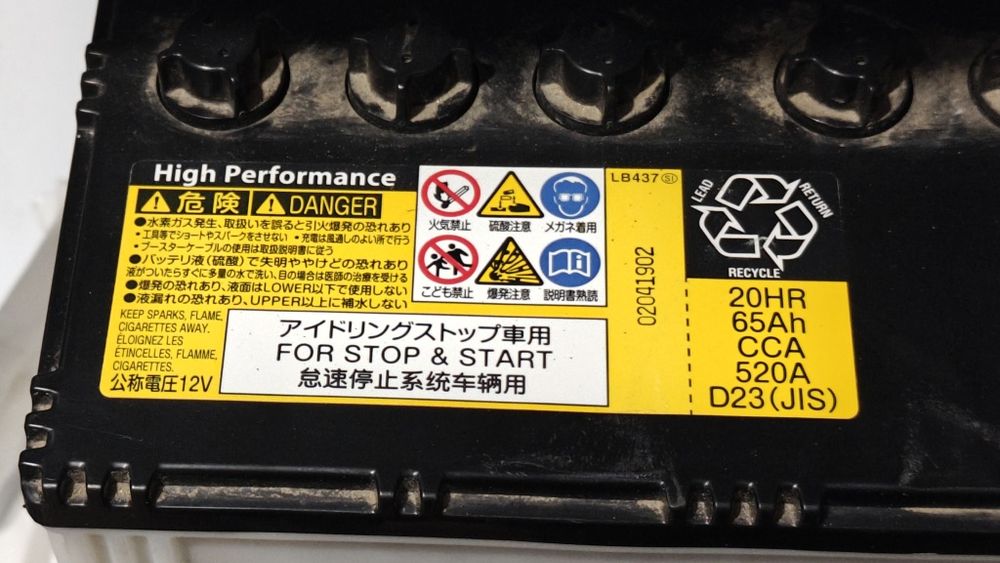 High Performance
危険 DANGER
●水素ガス発生、取扱いを誤ると引火爆発の恐れあり
・工具等でショートやスパークをさせない ・充電は風通しのよい所で行う
・ブースターケーブルの使用は取扱説明書に従う
●バッテリ液(硫酸)で失明ややけどの恐れあり
液がついたらすぐに多量の水で洗い、目の場合は医師の治療を受ける
●爆発の恐れあり、液面はLOWER以下で使用しない
●液漏れの恐れあり、UPPER以上に補水しない
KEEP SPARKS, FLAME,
CIGARETTES AWAY.
ÉLOIGNEZ LES
ÉTINCELLES, FLAMME,
CIGARETTES.
公称電圧12V
火気禁止 硫酸注意 メガネ着用
こども禁止 爆発注意 説明書熟読
アイドリングストップ車用
FOR STOP & START
怠速停止系统车辆用
LB437 SI
02041902
LEAD
RETURN
RECYCLE
20HR
65Ah
CCA
520A
D23(JIS)